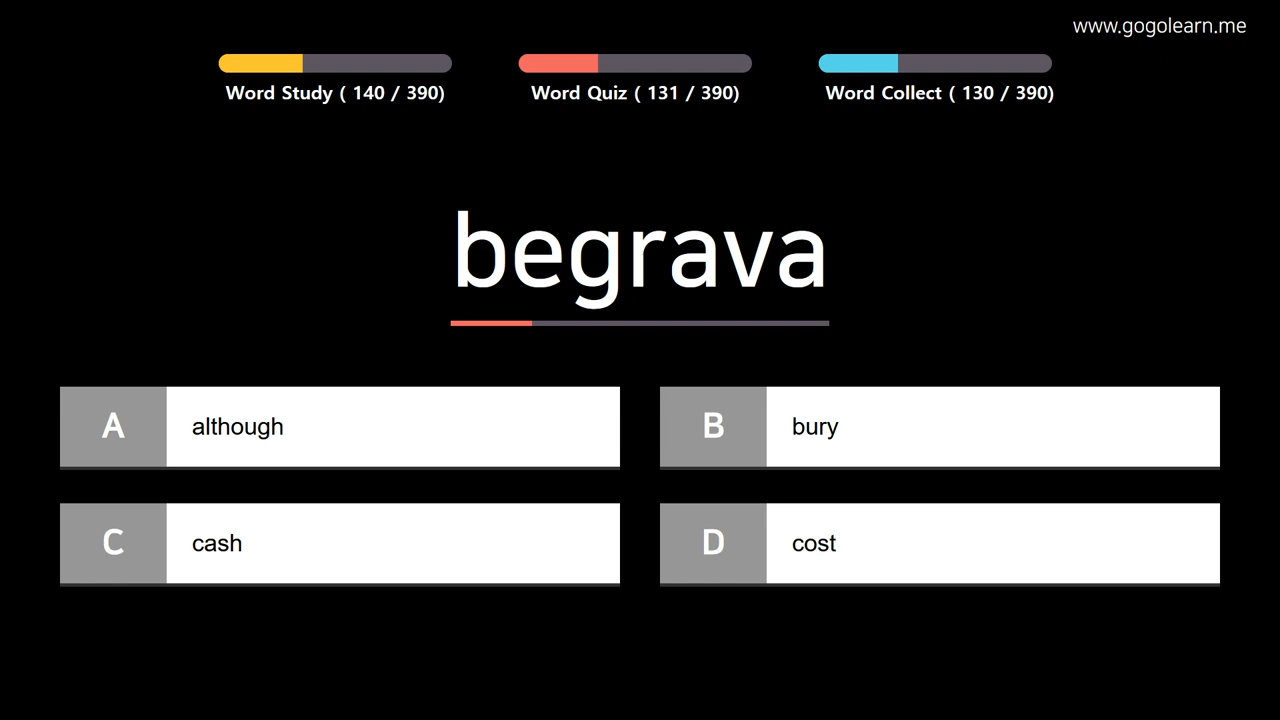 www.gogolearn.me
Word Study ( 140 / 390)
Word Quiz ( 131 / 390)
Word Collect ( 130 / 390)
begrava
A although
B bury
C cash
D cost